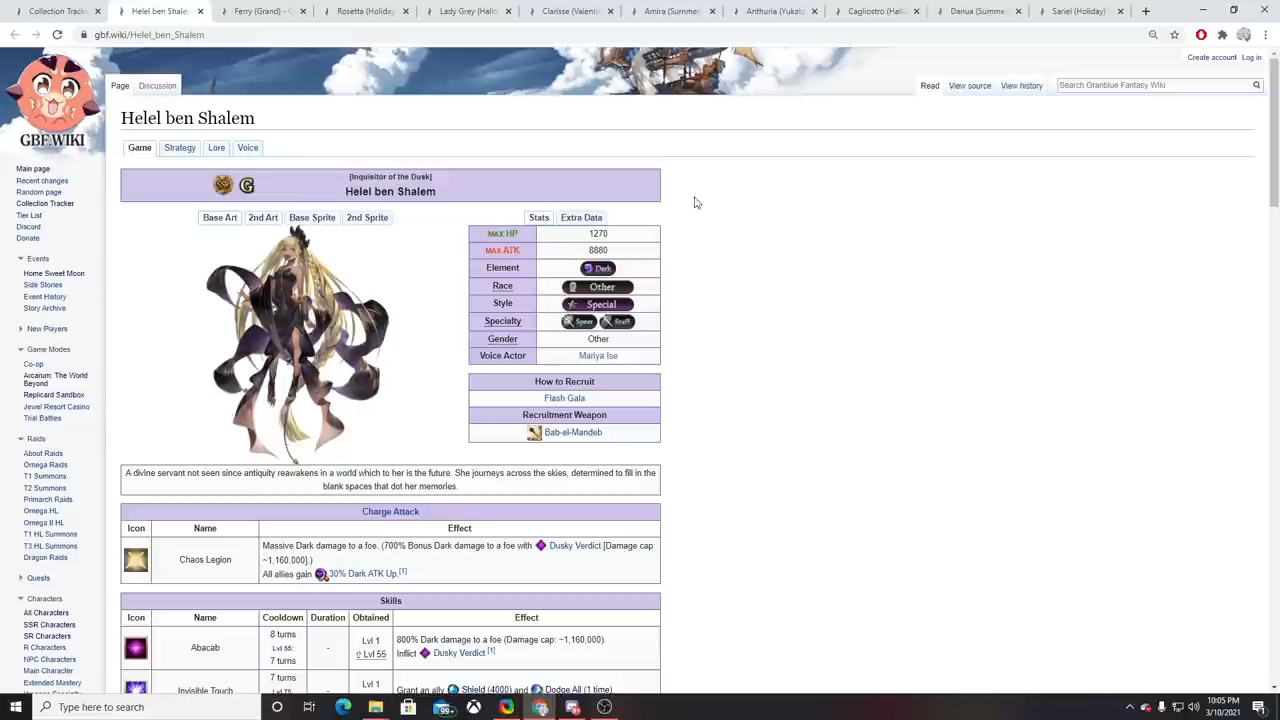 Collection Track
Helel ben Shalem
Ferry (Grand) -
Rosetta (Holiday)
Lady Grey (Hallo
Clarisse (Valentin
Amira (Summer
Anthuria (Yukata
Cagliostro (Hall
Danua (Summe
Sariel (Holiday)
gbf.wiki/Helel_ben_Shalem
Create account
Log in
Page
Discussion
Read
View source
View history
Search Granblue Fantasy Wiki
GBF.WIKI
Helel ben Shalem
Game
Strategy
Lore
Voice
Main page
Recent changes
Random page
Collection Tracker
Tier List
Discord
Donate
Events
Home Sweet Moon
Side Stories
Event History
Story Archive
New Players
Game Modes
Co-op
Arcarum: The World
Beyond
Replicard Sandbox
Jewel Resort Casino
Trial Battles
Raids
About Raids
Omega Raids
T1 Summons
T2 Summons
Primarch Raids
Omega HL
Omega II HL
T1 HL Summons
T3 HL Summons
Dragon Raids
Quests
Characters
All Characters
SSR Characters
SR Characters
R Characters
NPC Characters
Main Character
Extended Mastery
[Inquisitor of the Dusk]
G
Helel ben Shalem
Base Art
2nd Art
Base Sprite
2nd Sprite
Stats
Extra Data
MAX HP 1270
MAX ATK 8880
Element Dark
Race Other
Style Special
Specialty Spear Staff
Gender Other
Voice Actor Mariya Ise
How to Recruit
Flash Gala
Recruitment Weapon
Bab-el-Mandeb
A divine servant not seen since antiquity reawakens in a world which to her is the future. She journeys across the skies, determined to fill in the
blank spaces that dot her memories.
Charge Attack
Icon Name Effect
Chaos Legion
Massive Dark damage to a foe. (700% Bonus Dark damage to a foe with Dusky Verdict [Damage cap:
~1,160,000].)
All allies gain 30% Dark ATK Up.[1]
Skills
Icon Name Cooldown Duration Obtained Effect
Abacab
8 turns
Lvl 55:
7 turns
-
Lvl 1
⇧Lvl 55
800% Dark damage to a foe (Damage cap: ~1,160,000).
Inflict Dusky Verdict [1]
Invisible Touch
7 turns
Lvl 75
-
Lvl 1
Grant an ally Shield (4000) and Dodge All (1 time).
Type here to search
99+
10:05 PM
3/10/2021